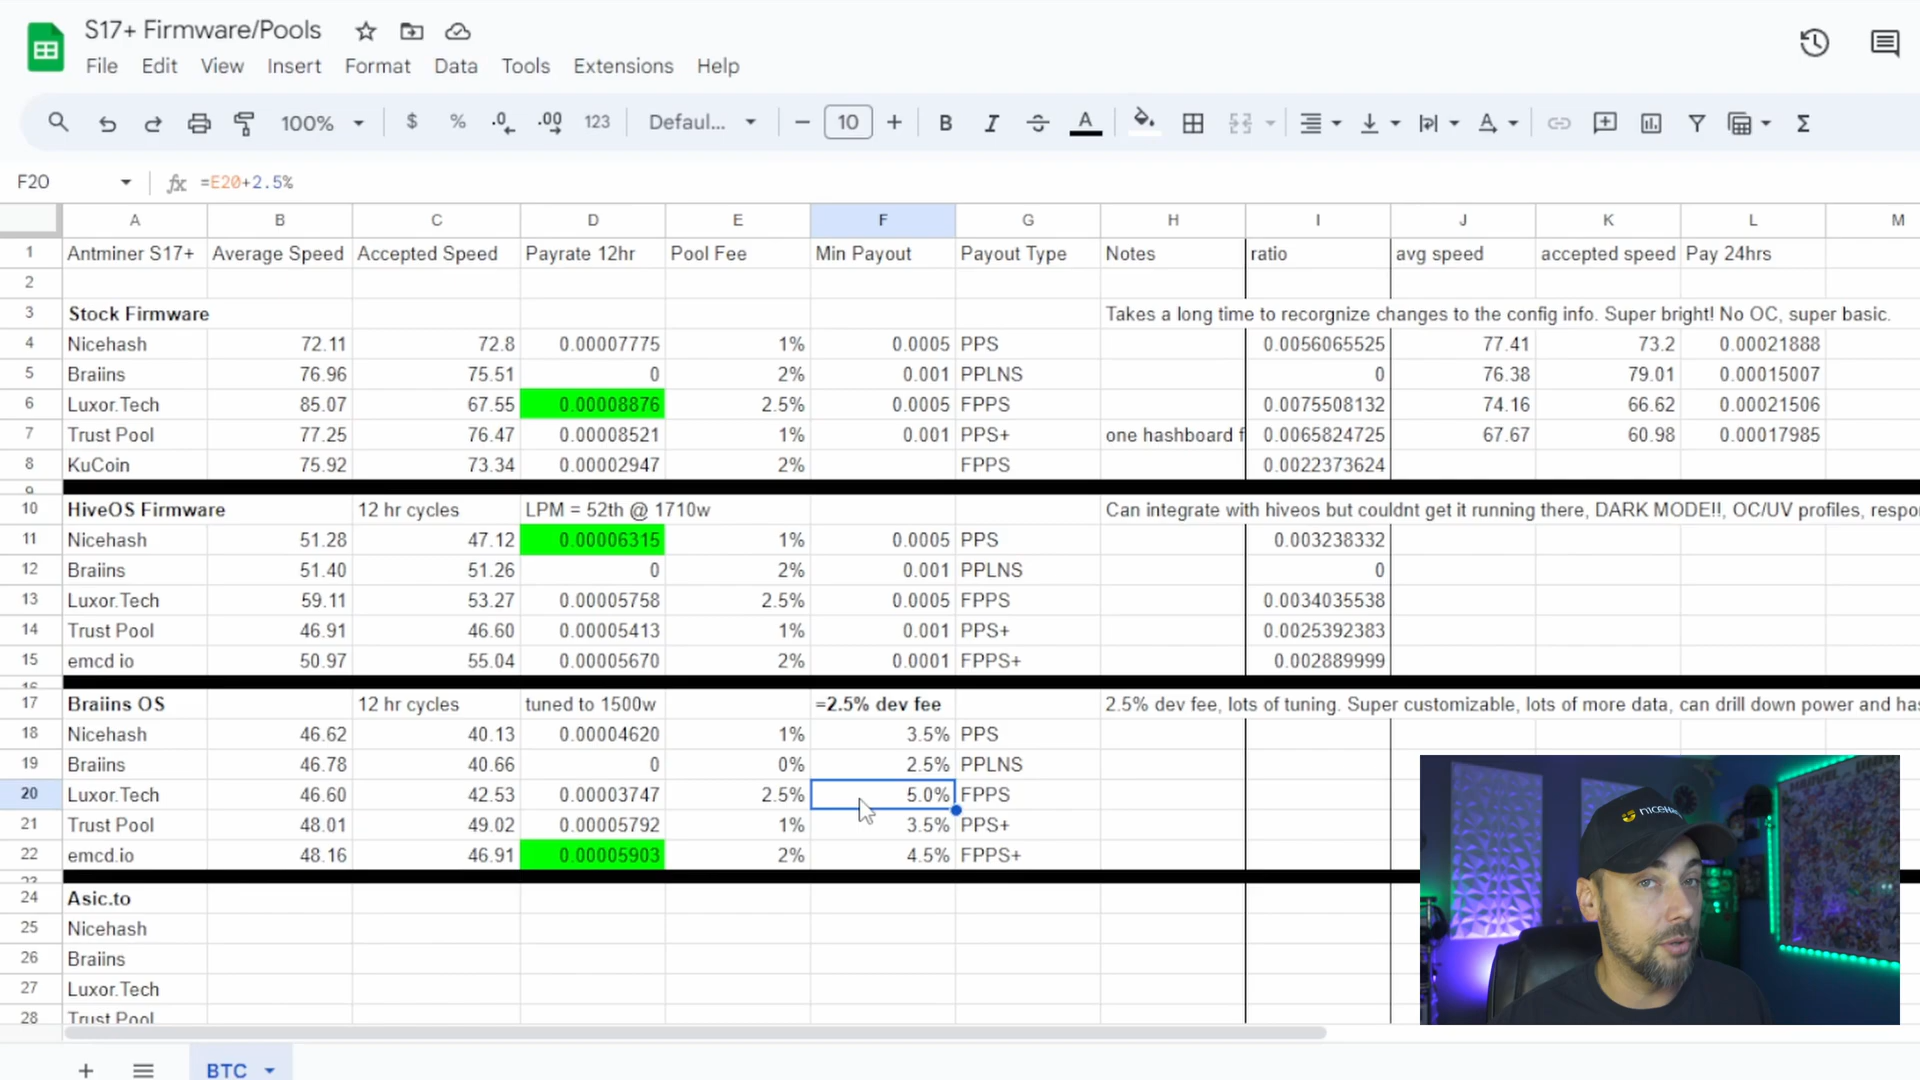 S17+ Firmware/Pools
File Edit View Insert Format Data Tools Extensions Help
100% $ % .0 .00 123 Defaul... − 10 + B I A Σ
F20 fx =E20+2.5%
A B C D E F G H I J K L M
1 Antminer S17+ Average Speed Accepted Speed Payrate 12hr Pool Fee Min Payout Payout Type Notes ratio avg speed accepted speed Pay 24hrs
2
3 Stock Firmware Takes a long time to recorgnize changes to the config info. Super bright! No OC, super basic.
4 Nicehash 72.11 72.8 0.00007775 1% 0.0005 PPS 0.0056065525 77.41 73.2 0.00021888
5 Braiins 76.96 75.51 0 2% 0.001 PPLNS 0 76.38 79.01 0.00015007
6 Luxor.Tech 85.07 67.55 0.00008876 2.5% 0.0005 FPPS 0.0075508132 74.16 66.62 0.00021506
7 Trust Pool 77.25 76.47 0.00008521 1% 0.001 PPS+ one hashboard f 0.0065824725 67.67 60.98 0.00017985
8 KuCoin 75.92 73.34 0.00002947 2% FPPS 0.0022373624
9
10 HiveOS Firmware 12 hr cycles LPM = 52th @ 1710w Can integrate with hiveos but couldnt get it running there, DARK MODE!!, OC/UV profiles, respo
11 Nicehash 51.28 47.12 0.00006315 1% 0.0005 PPS 0.003238332
12 Braiins 51.40 51.26 0 2% 0.001 PPLNS 0
13 Luxor.Tech 59.11 53.27 0.00005758 2.5% 0.0005 FPPS 0.0034035538
14 Trust Pool 46.91 46.60 0.00005413 1% 0.001 PPS+ 0.0025392383
15 emcd io 50.97 55.04 0.00005670 2% 0.0001 FPPS+ 0.002889999
16
17 Braiins OS 12 hr cycles tuned to 1500w =2.5% dev fee 2.5% dev fee, lots of tuning. Super customizable, lots of more data, can drill down power and has
18 Nicehash 46.62 40.13 0.00004620 1% 3.5% PPS
19 Braiins 46.78 40.66 0 0% 2.5% PPLNS
20 Luxor.Tech 46.60 42.53 0.00003747 2.5% 5.0% FPPS
21 Trust Pool 48.01 49.02 0.00005792 1% 3.5% PPS+
22 emcd.io 48.16 46.91 0.00005903 2% 4.5% FPPS+
23
24 Asic.to
25 Nicehash
26 Braiins
27 Luxor.Tech
28 Trust Pool
+ BTC